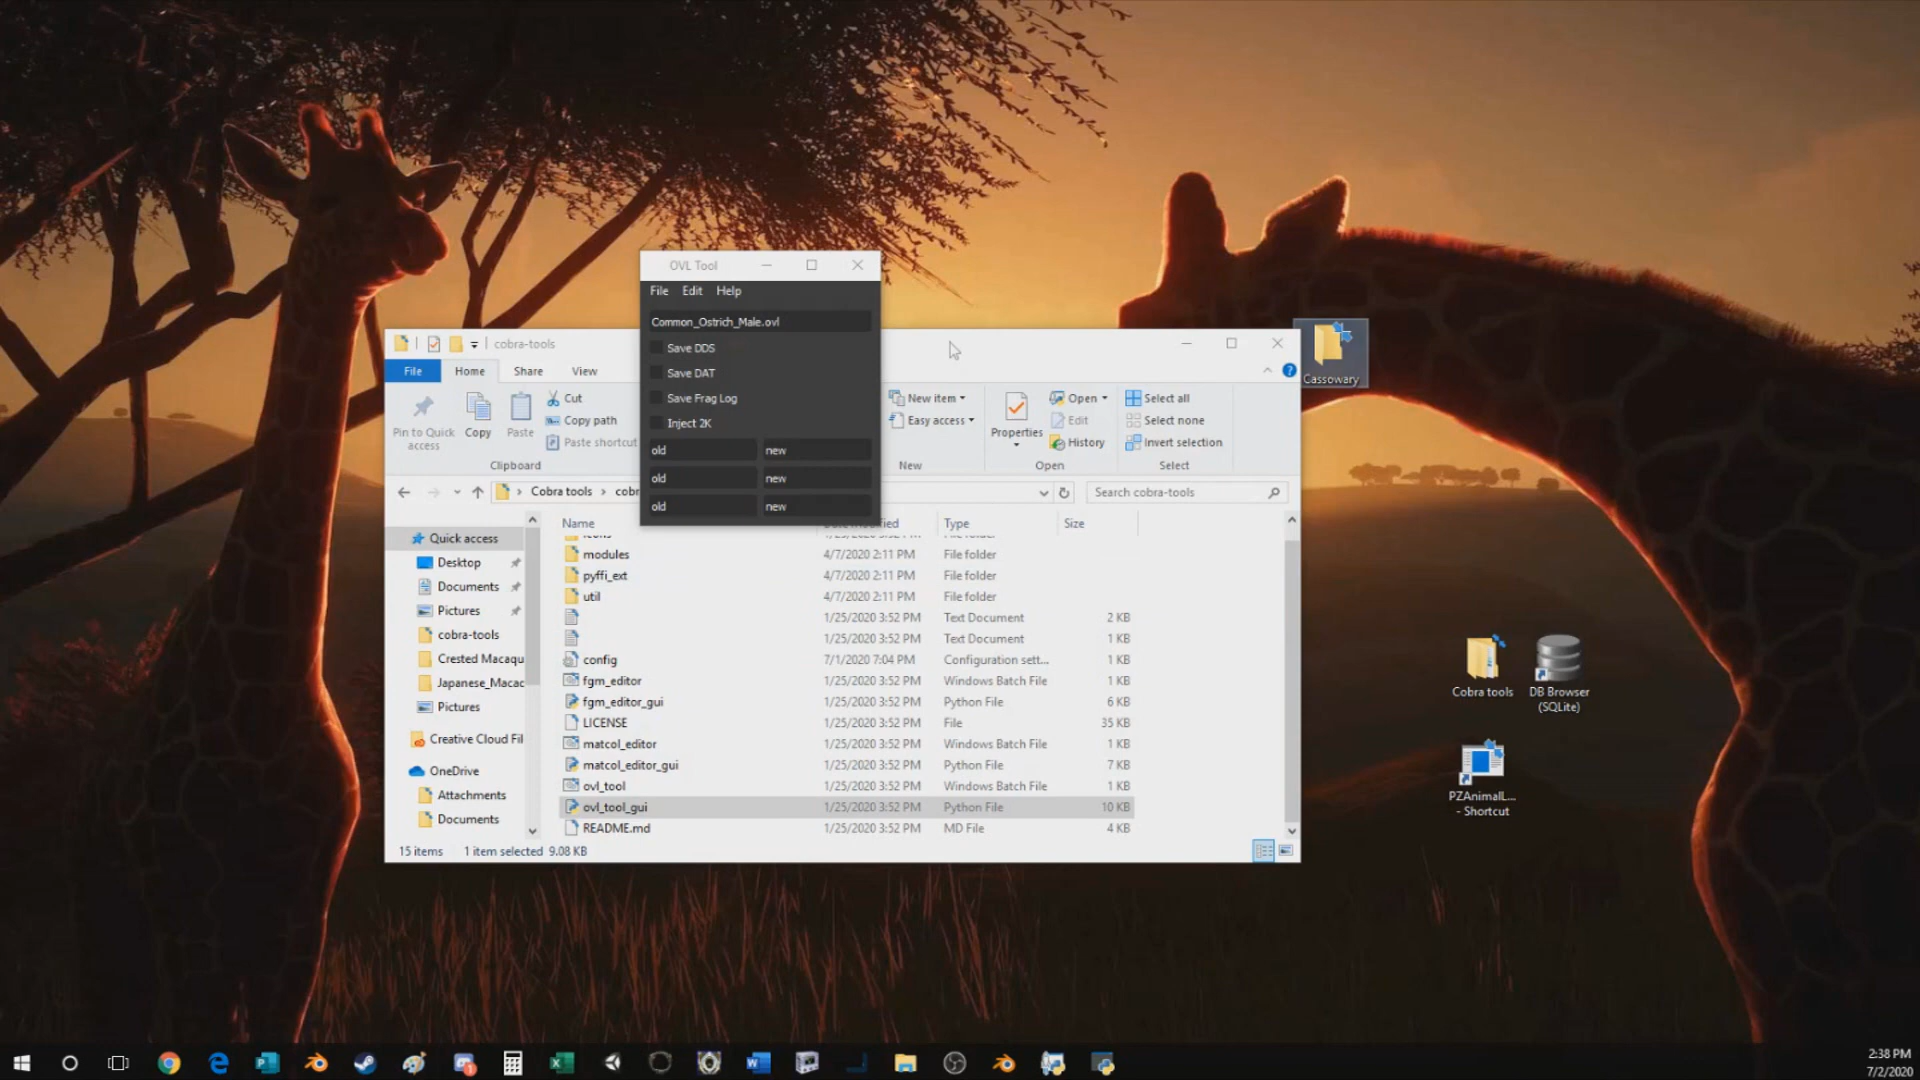 OVL Tool
File Edit Help
Common_Ostrich_Male.ovl
Save DDS
Save DAT
Save Frag Log
Inject 2K
old new
old new
old new
cobra-tools
File Home Share View
Pin to Quick access
Copy
Paste
Cut
Copy path
Paste shortcut
Clipboard
New item
Easy access
New
Properties
Open
Edit
History
Open
Select all
Select none
Invert selection
Select
Cobra tools
Search cobra-tools
Name Type Size
Quick access
Desktop
Documents
Pictures
cobra-tools
Crested Macaqu
Japanese_Macac
Pictures
Creative Cloud Fil
OneDrive
Attachments
Documents
modules 4/7/2020 2:11 PM File folder
pyffi_ext 4/7/2020 2:11 PM File folder
util 4/7/2020 2:11 PM File folder
1/25/2020 3:52 PM Text Document 2 KB
1/25/2020 3:52 PM Text Document 1 KB
config 7/1/2020 7:04 PM Configuration sett... 1 KB
fgm_editor 1/25/2020 3:52 PM Windows Batch File 1 KB
fgm_editor_gui 1/25/2020 3:52 PM Python File 6 KB
LICENSE 1/25/2020 3:52 PM File 35 KB
matcol_editor 1/25/2020 3:52 PM Windows Batch File 1 KB
matcol_editor_gui 1/25/2020 3:52 PM Python File 7 KB
ovl_tool 1/25/2020 3:52 PM Windows Batch File 1 KB
ovl_tool_gui 1/25/2020 3:52 PM Python File 10 KB
README.md 1/25/2020 3:52 PM MD File 4 KB
15 items 1 item selected 9.08 KB
Cassowary
Cobra tools
DB Browser
(SQLite)
PZAnimalL...
- Shortcut
2:38 PM
7/2/2020